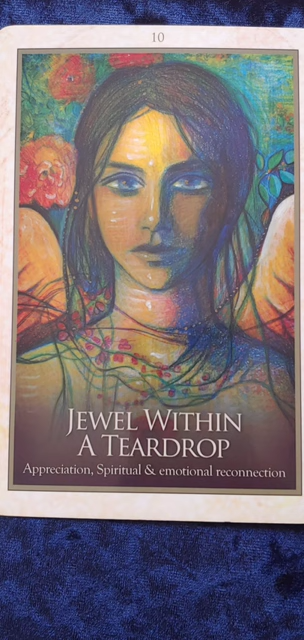 10
JEWEL WITHIN
A TEARDROP
Appreciation, Spiritual & emotional reconnection